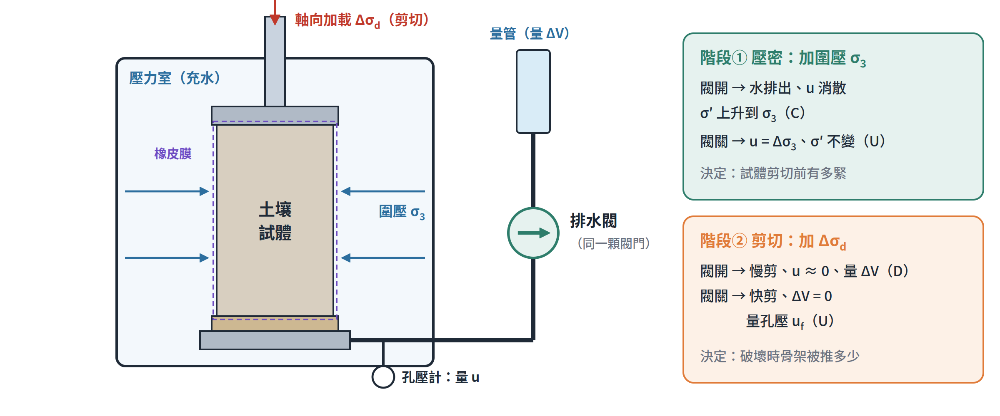 軸向加載 Δσd（剪切）
量管（量 ΔV）
壓力室（充水）
橡皮膜
圍壓 σ3
土壤
試體
排水閥
（同一顆閥門）
孔壓計：量 u
階段① 壓密：加圍壓 σ3
閥開 → 水排出、u 消散
σ′ 上升到 σ3（C）
閥關 → u = Δσ3、σ′ 不變（U）
決定：試體剪切前有多緊
階段② 剪切：加 Δσd
閥開 → 慢剪、u ≈ 0、量 ΔV（D）
閥關 → 快剪、ΔV = 0
量孔壓 uf（U）
決定：破壞時骨架被推多少